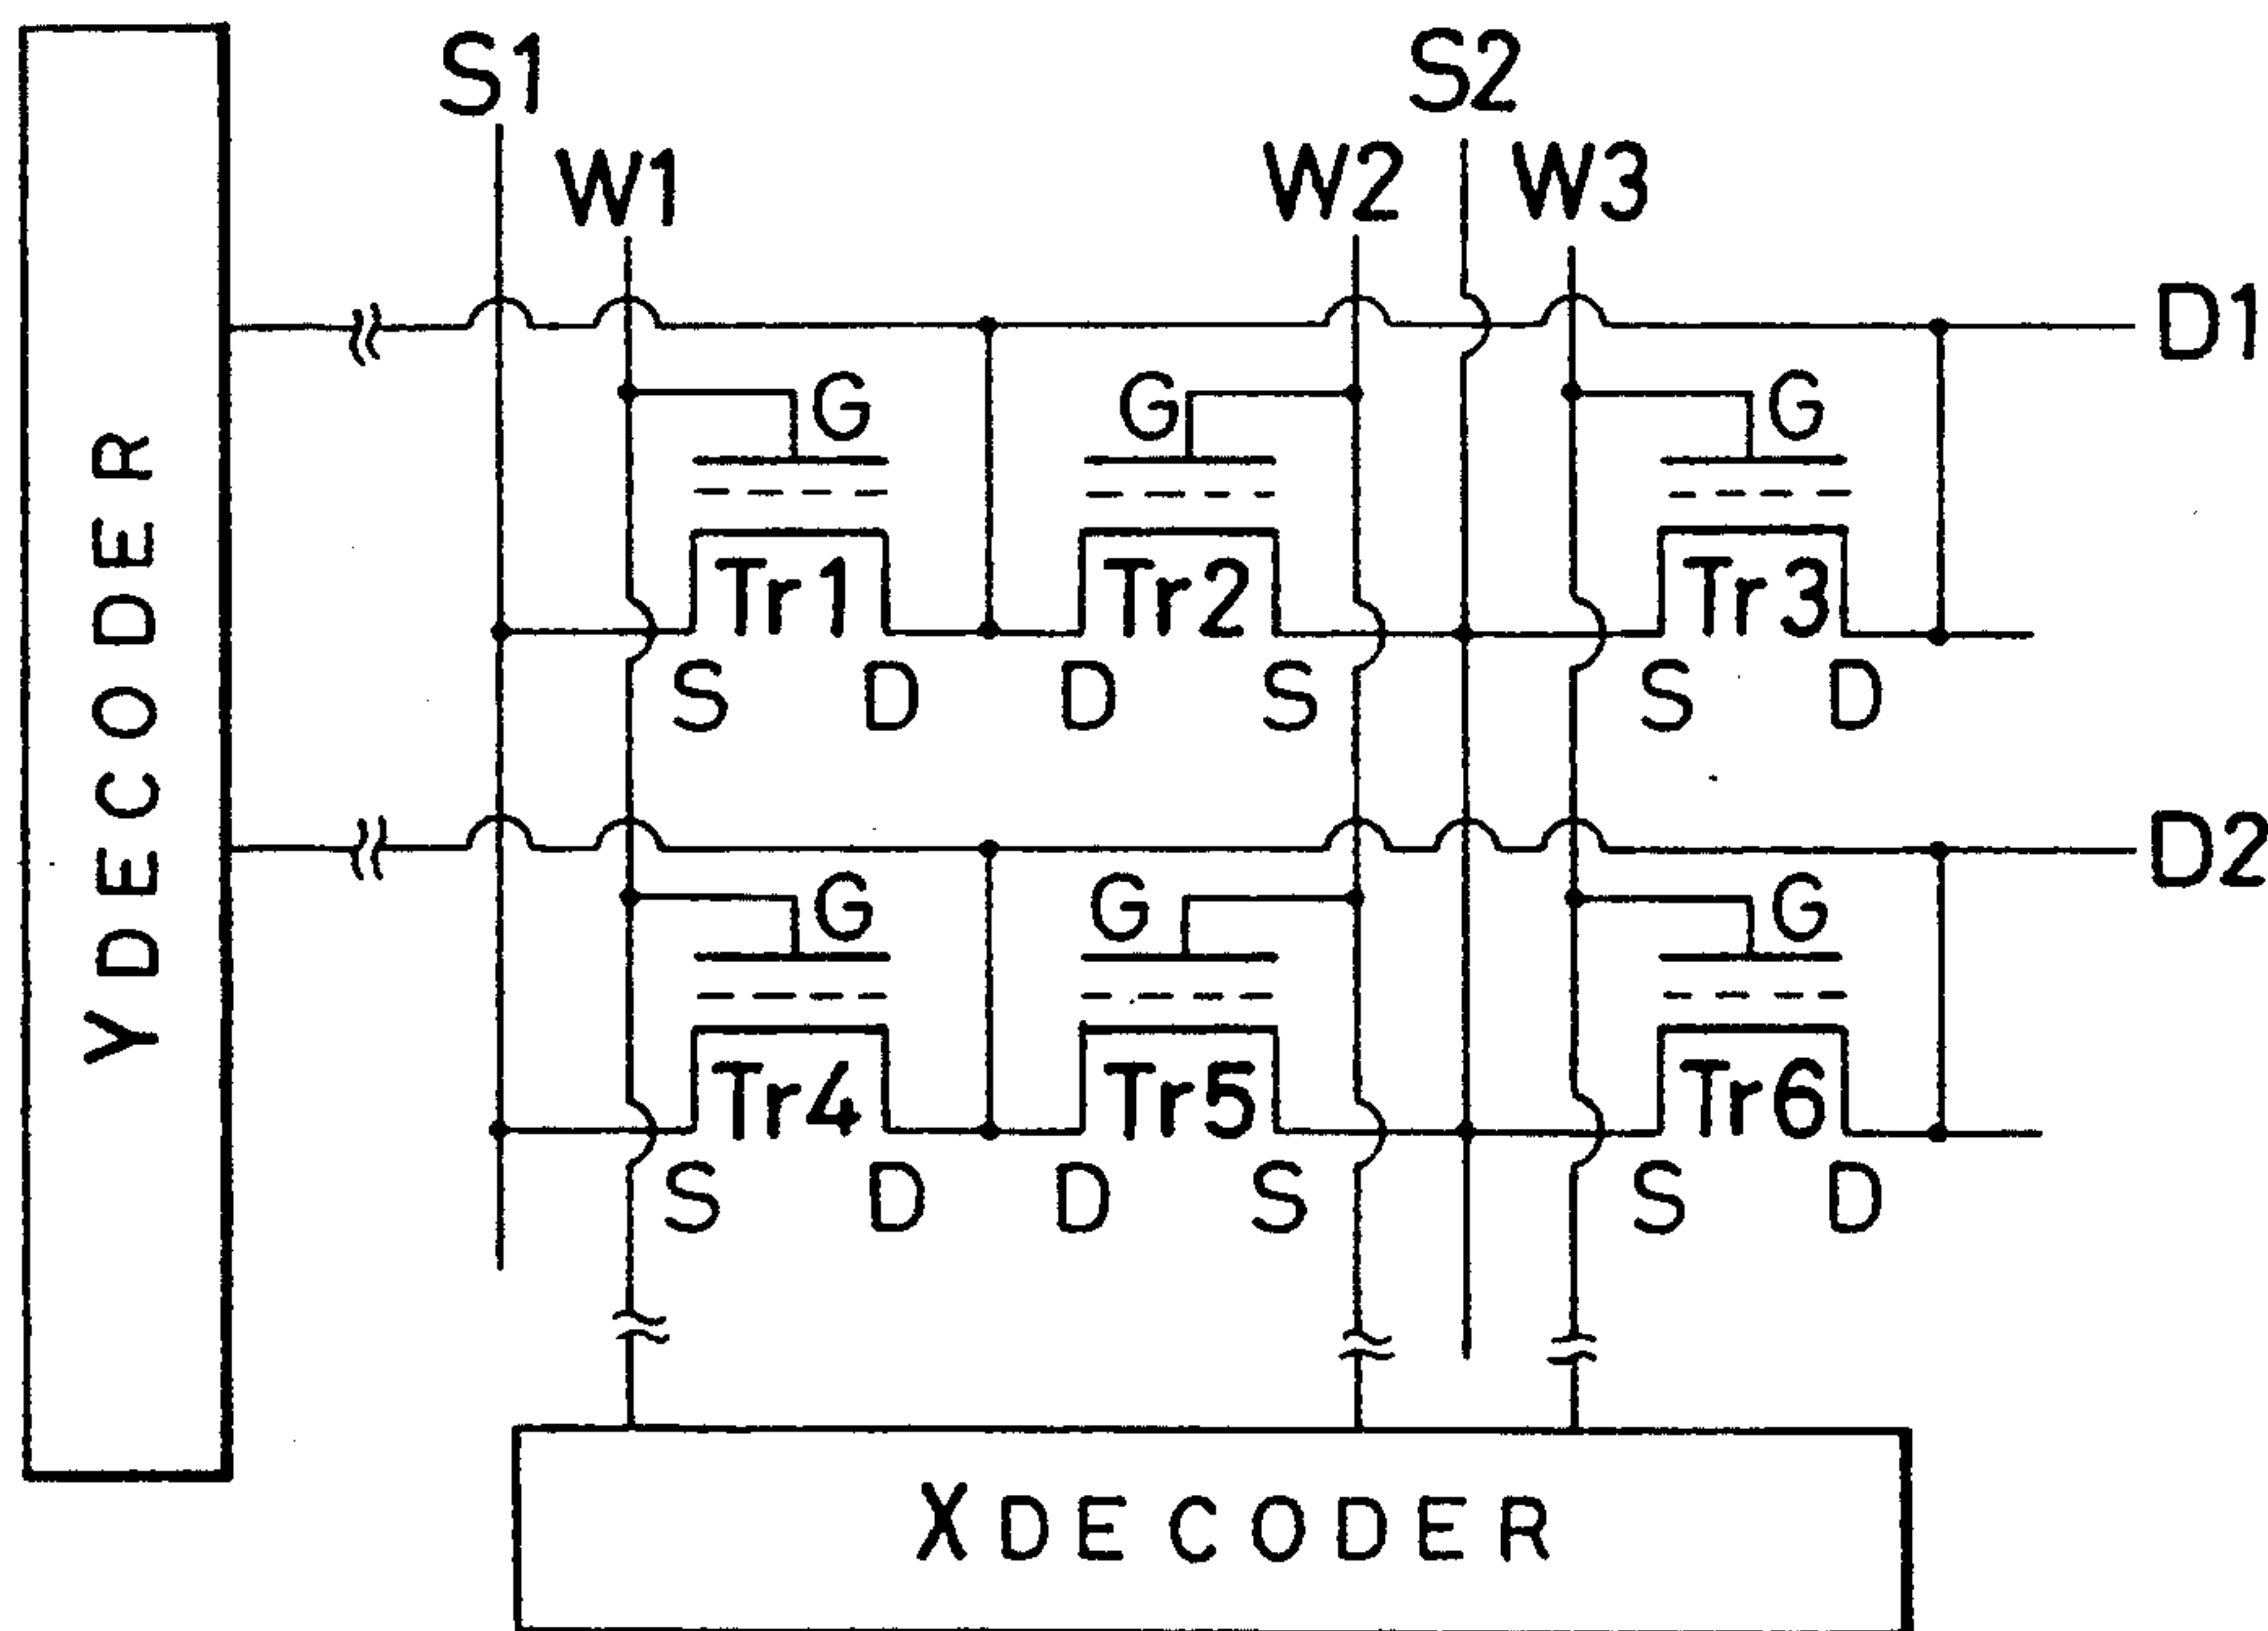 S1
S2
W1
W2
W3
D1
G
G
G
Tr1
Tr2
Tr3
S
D
D
S
S
D
Y DECODER
D2
G
G
G
Tr4
Tr5
Tr6
S
D
D
S
S
D
X DECODER